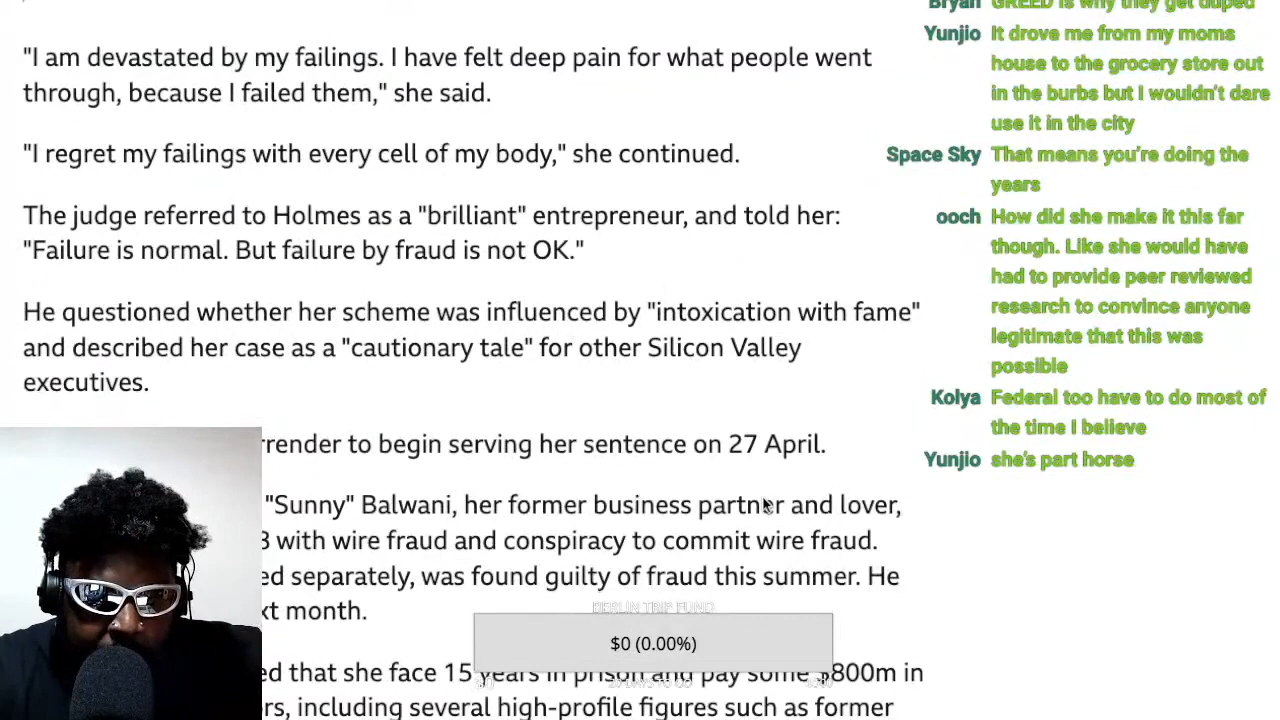 "I am devastated by my failings. I have felt deep pain for what people went
through, because I failed them," she said.
"I regret my failings with every cell of my body," she continued.
The judge referred to Holmes as a "brilliant" entrepreneur, and told her:
"Failure is normal. But failure by fraud is not OK."
He questioned whether her scheme was influenced by "intoxication with fame"
and described her case as a "cautionary tale" for other Silicon Valley
executives.
rrender to begin serving her sentence on 27 April.
"Sunny" Balwani, her former business partner and lover,
with wire fraud and conspiracy to commit wire fraud.
ed separately, was found guilty of fraud this summer. He
xt month.
ed that she face 15 years in prison and pay some $800m in
rs, including several high-profile figures such as former
BERLIN TRIP FUND
$0 (0.00%)
Bryan GREED is why they get duped
Yunjio It drove me from my moms
house to the grocery store out
in the burbs but I wouldn't dare
use it in the city
Space Sky That means you're doing the
years
ooch How did she make it this far
though. Like she would have
had to provide peer reviewed
research to convince anyone
legitimate that this was
possible
Kolya Federal too have to do most of
the time I believe
Yunjio she's part horse